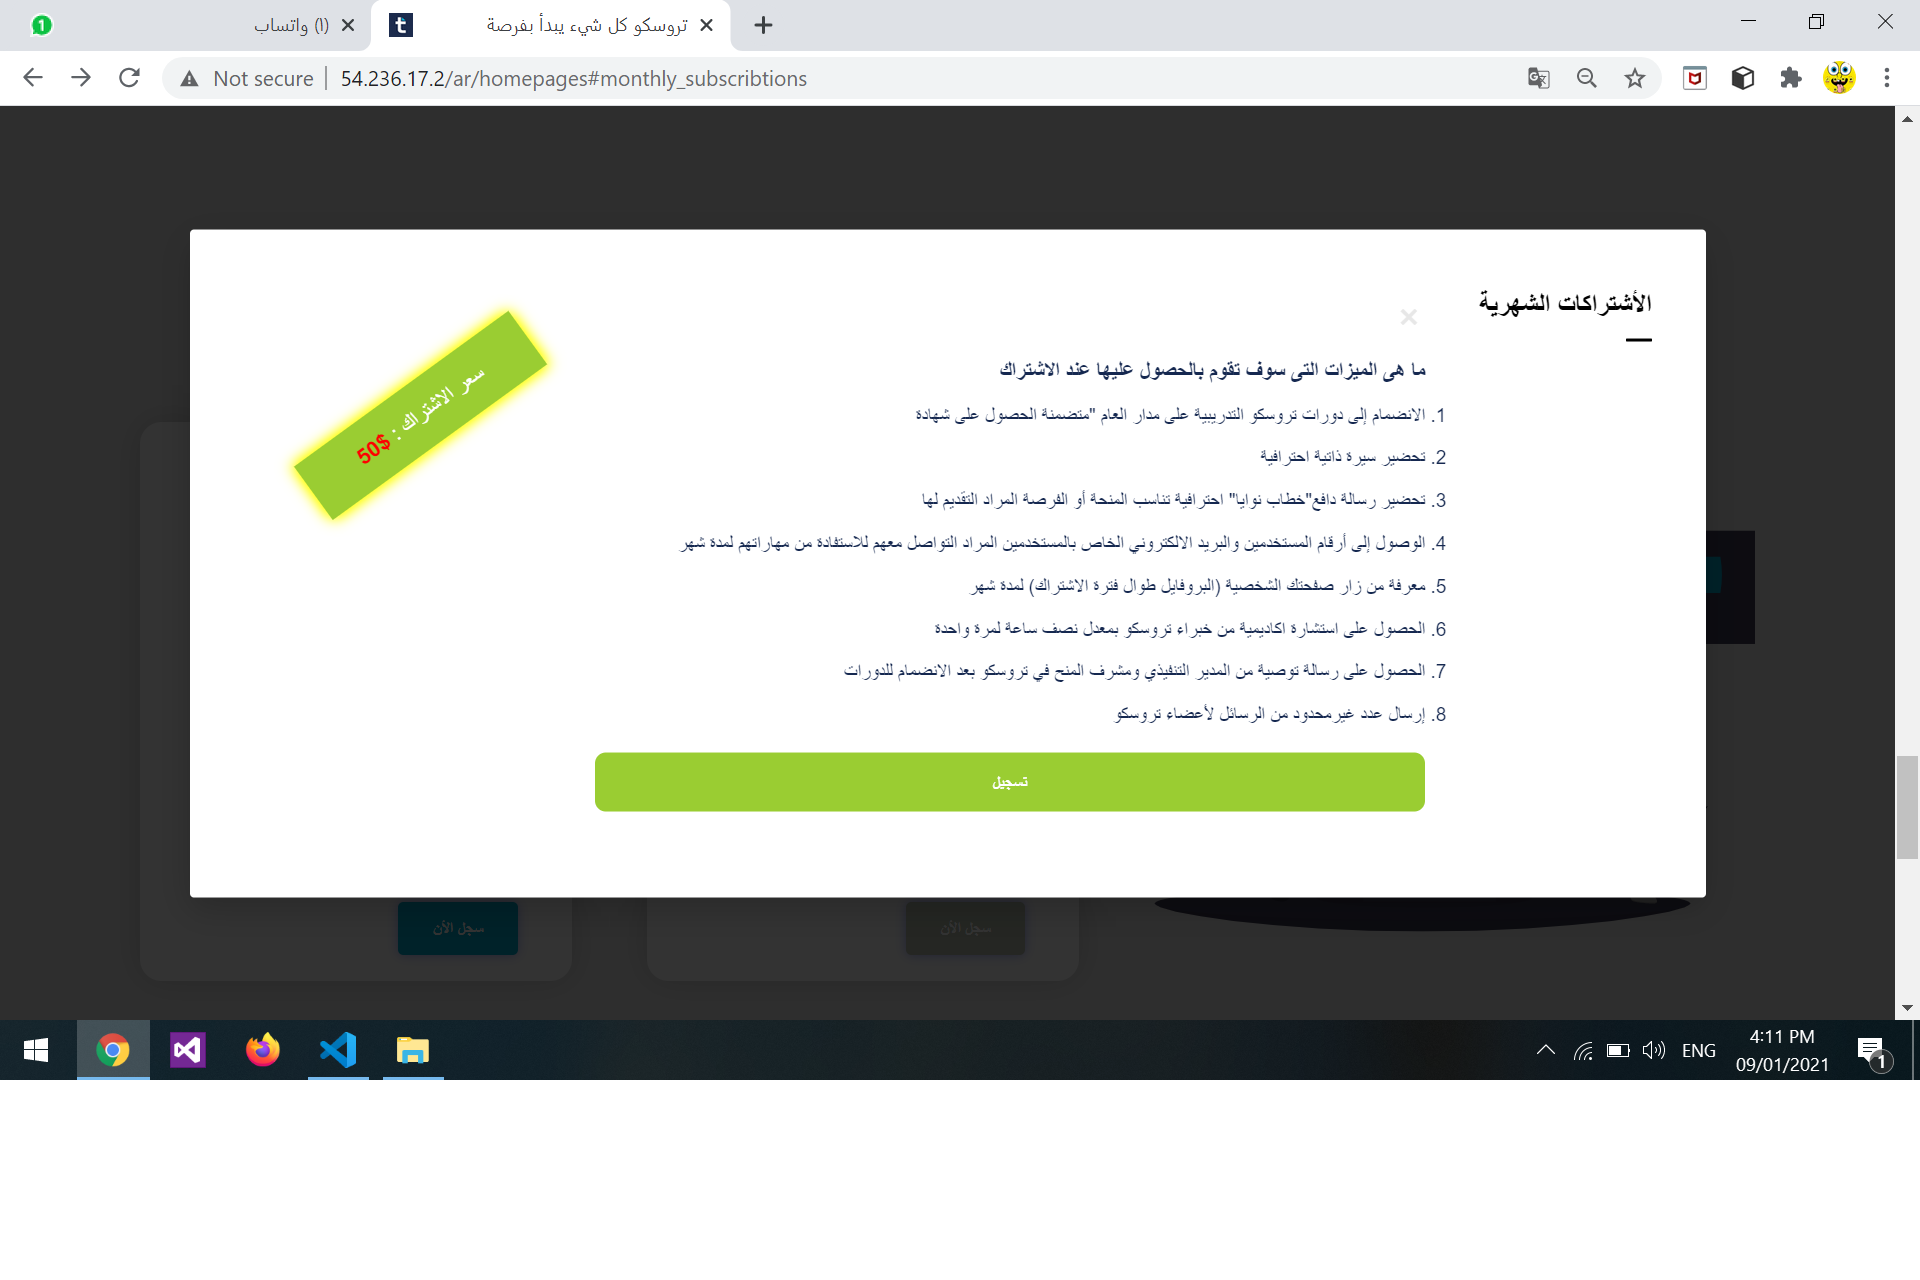 (١) واتساب
تروسكو كل شيء يبدأ بفرصة
Not secure
54.236.17.2/ar/homepages#monthly_subscribtions
الأشتراكات الشهرية
سعر الاشتراك: 50$
ما هى الميزات التى سوف تقوم بالحصول عليها عند الاشتراك
1. الانضمام إلى دورات تروسكو التدريبية على مدار العام "متضمنة الحصول على شهادة
2. تحضير سيرة ذاتية احترافية
3. تحضير رسالة دافع"خطاب نوايا" احترافية تناسب المنحة أو الفرصة المراد التقديم لها
4. الوصول إلى أرقام المستخدمين والبريد الالكتروني الخاص بالمستخدمين المراد التواصل معهم للاستفادة من مهاراتهم لمدة شهر
5. معرفة من زار صفحتك الشخصية (البروفايل طوال فترة الاشتراك) لمدة شهر
6. الحصول على استشارة اكاديمية من خبراء تروسكو بمعدل نصف ساعة لمرة واحدة
7. الحصول على رسالة توصية من المدير التنفيذي ومشرف المنح في تروسكو بعد الانضمام للدورات
8. إرسال عدد غيرمحدود من الرسائل لأعضاء تروسكو
تسجيل
سجل الأن
سجل الأن
ENG
4:11 PM
09/01/2021
1